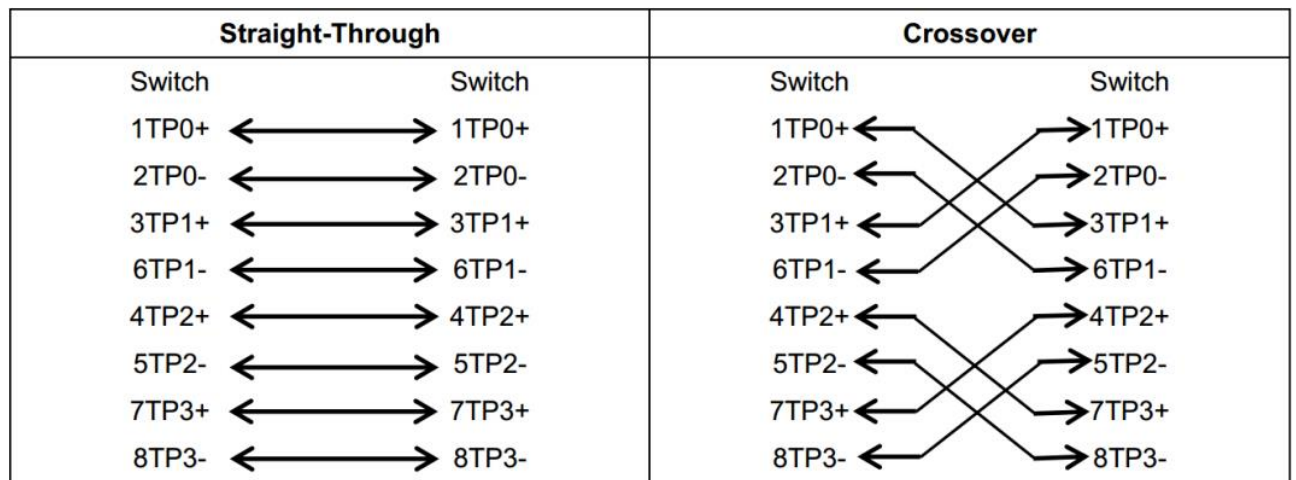 Straight-Through Crossover
Switch Switch Switch Switch
1TP0+ 1TP0+ 1TP0+ 1TP0+
2TP0- 2TP0- 2TP0- 2TP0-
3TP1+ 3TP1+ 3TP1+ 3TP1+
6TP1- 6TP1- 6TP1- 6TP1-
4TP2+ 4TP2+ 4TP2+ 4TP2+
5TP2- 5TP2- 5TP2- 5TP2-
7TP3+ 7TP3+ 7TP3+ 7TP3+
8TP3- 8TP3- 8TP3- 8TP3-